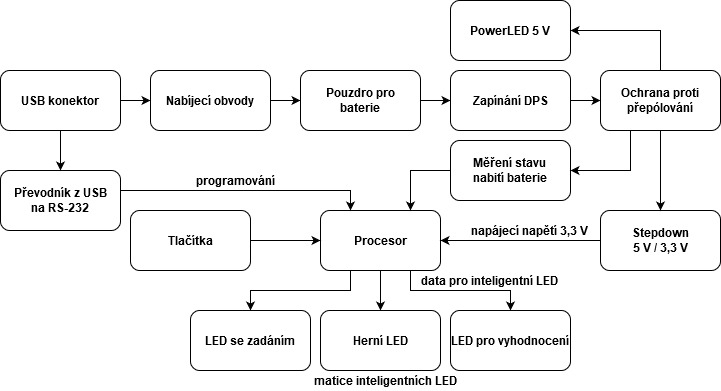 PowerLED 5 V
USB konektor
Nabíjecí obvody
Pouzdro pro
baterie
Zapínání DPS
Ochrana proti
přepólování
Měření stavu
nabití baterie
Převodník z USB
na RS-232
programování
Tlačítka
Procesor
napájecí napětí 3,3 V
Stepdown
5 V / 3,3 V
data pro inteligentní LED
LED se zadáním
Herní LED
LED pro vyhodnocení
matice inteligentních LED